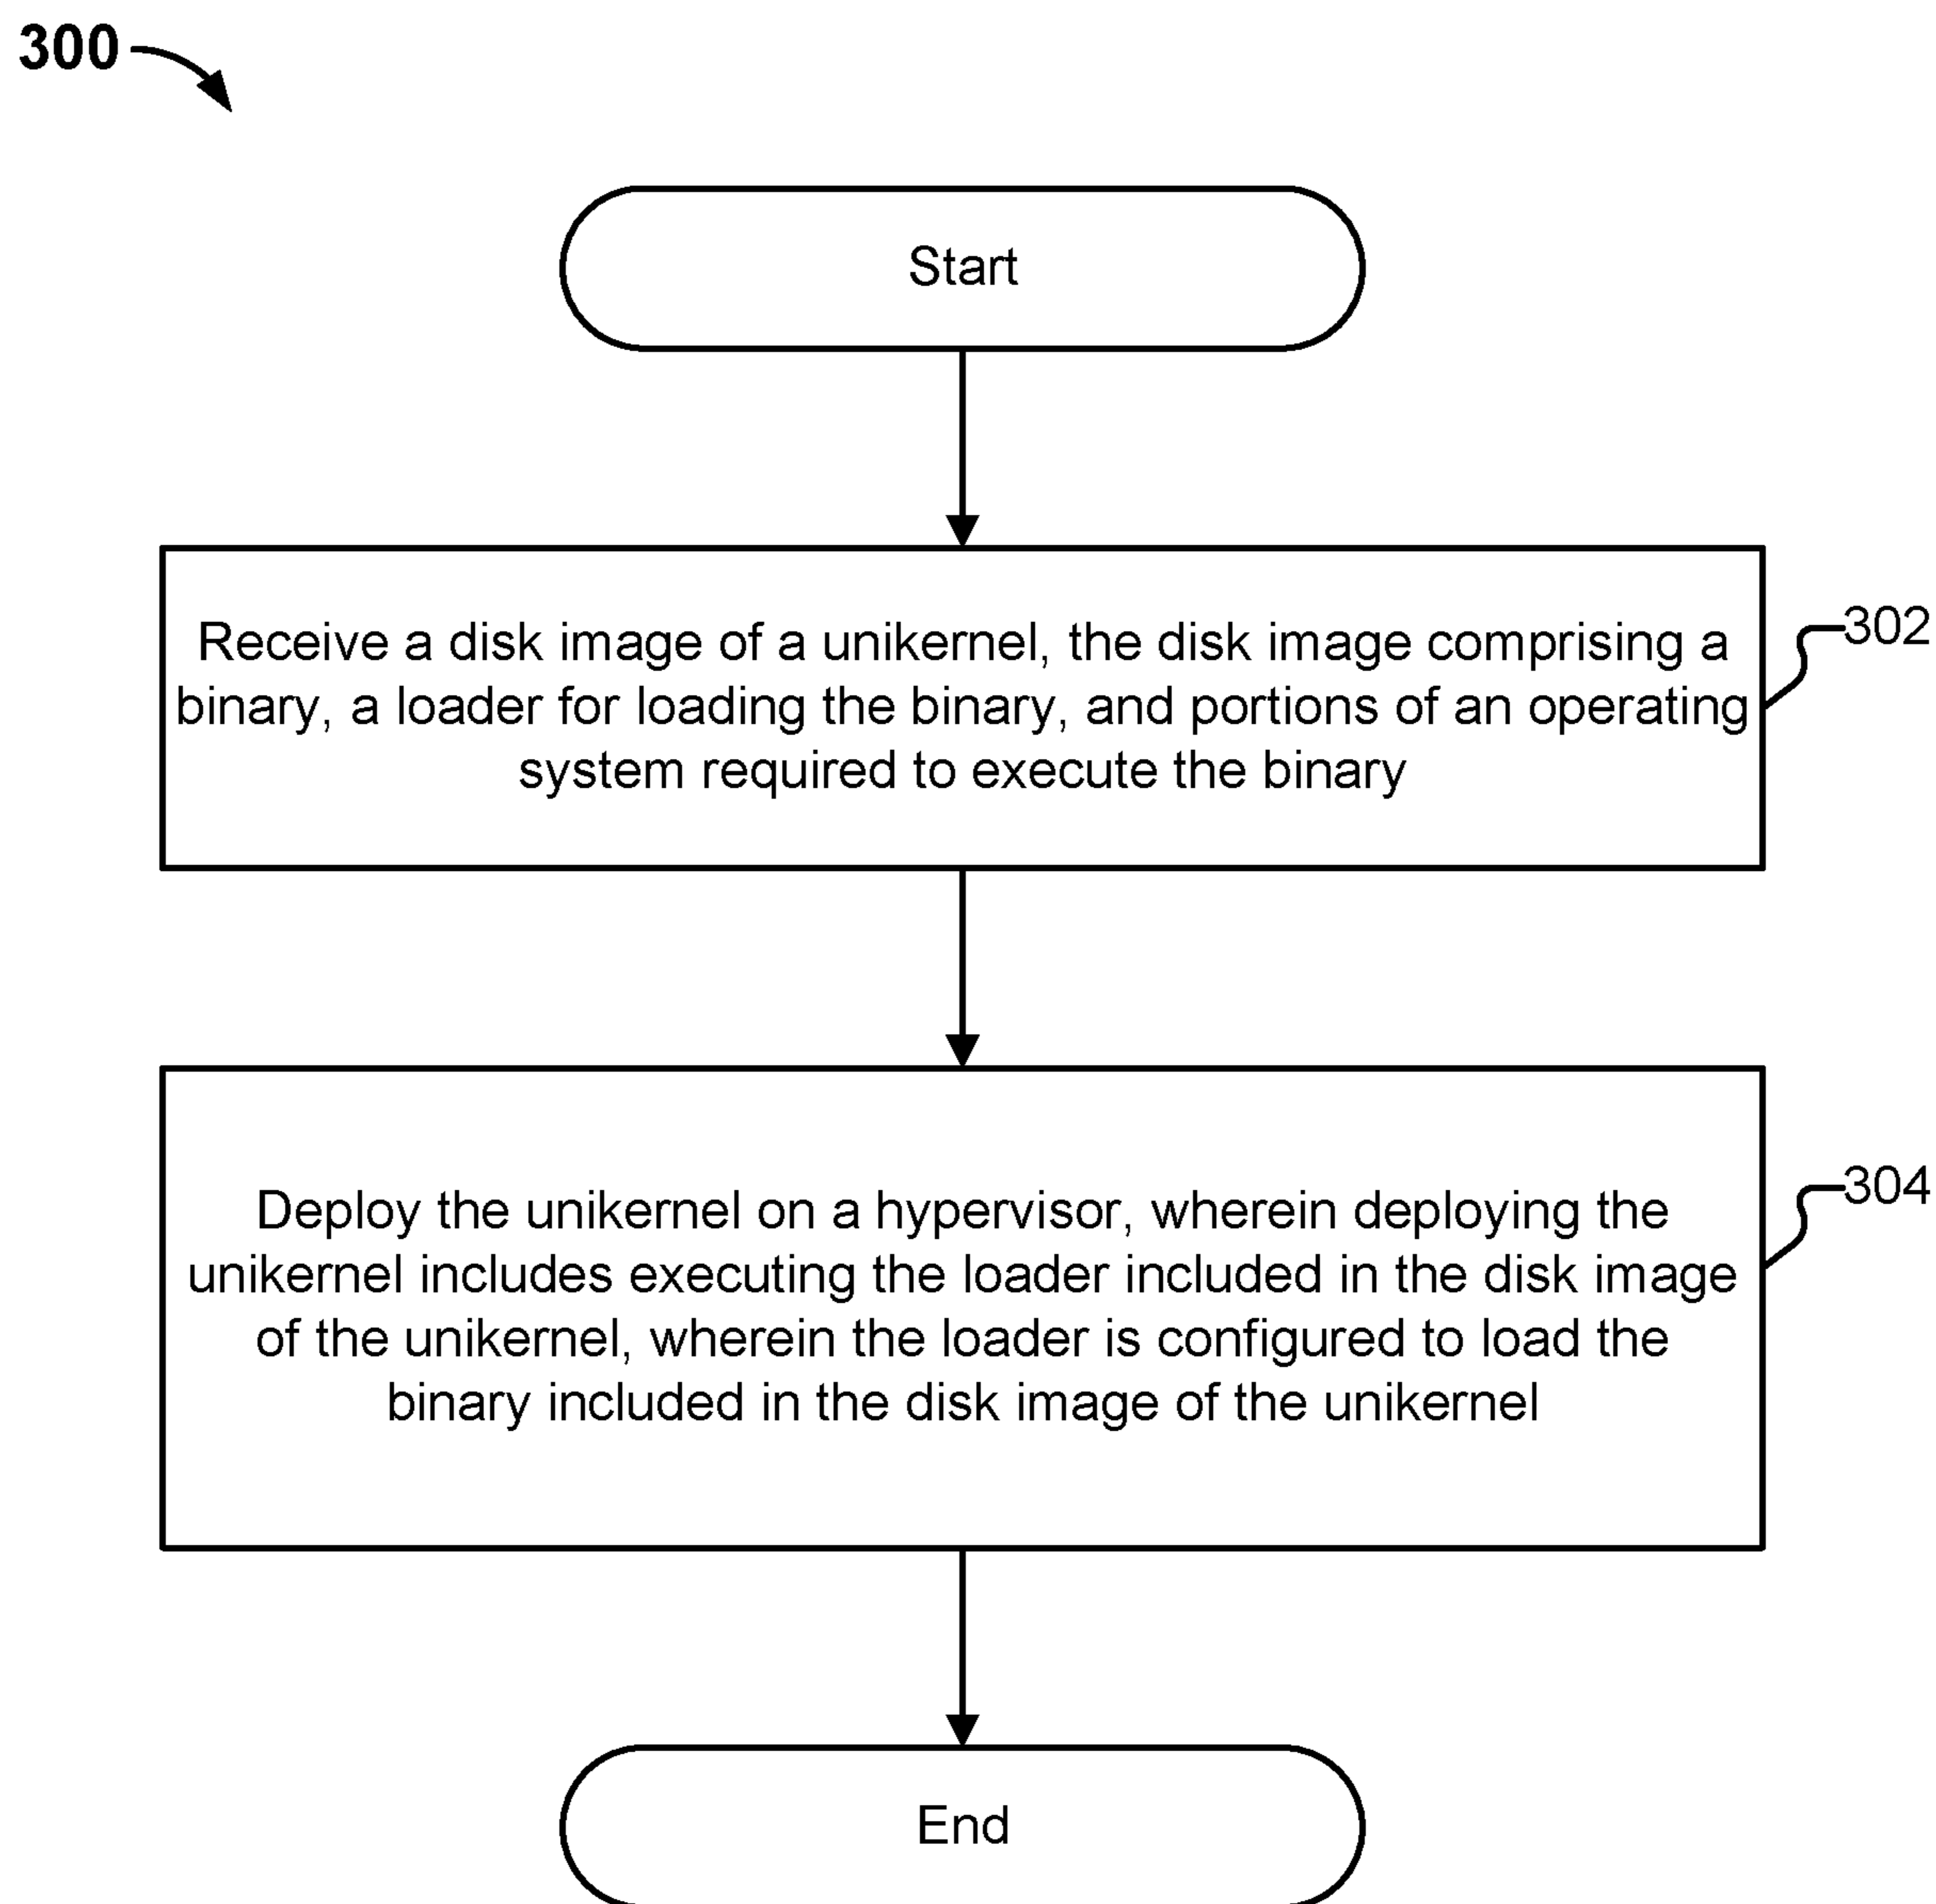 300
Start
Receive a disk image of a unikernel, the disk image comprising a
binary, a loader for loading the binary, and portions of an operating
system required to execute the binary
302
Deploy the unikernel on a hypervisor, wherein deploying the
unikernel includes executing the loader included in the disk image
of the unikernel, wherein the loader is configured to load the
binary included in the disk image of the unikernel
304
End